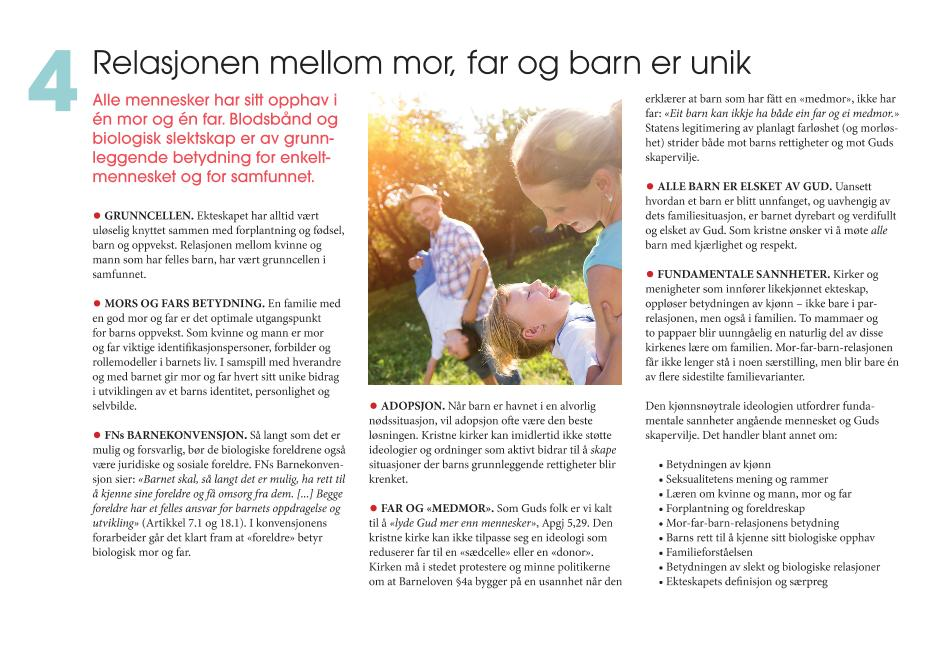 4
Relasjonen mellom mor, far og barn er unik
Alle mennesker har sitt opphav i
én mor og én far. Blodsbånd og
biologisk slektskap er av grunn-
leggende betydning for enkelt-
mennesket og for samfunnet.
• GRUNNCELLEN. Ekteskapet har alltid vært
uløselig knyttet sammen med forplantning og fødsel,
barn og oppvekst. Relasjonen mellom kvinne og
mann som har felles barn, har vært grunncellen i
samfunnet.
• MORS OG FARS BETYDNING. En familie med
en god mor og far er det optimale utgangspunkt
for barns oppvekst. Som kvinne og mann er mor
og far viktige identifikasjonspersoner, forbilder og
rollemodeller i barnets liv. I samspill med hverandre
og med barnet gir mor og far hvert sitt unike bidrag
i utviklingen av et barns identitet, personlighet og
selvbilde.
• FNs BARNEKONVENSJON. Så langt som det er
mulig og forsvarlig, bør de biologiske foreldrene også
være juridiske og sosiale foreldre. FNs Barnekonven-
sjon sier: «Barnet skal, så langt det er mulig, ha rett til
å kjenne sine foreldre og få omsorg fra dem. [...] Begge
foreldre har et felles ansvar for barnets oppdragelse og
utvikling» (Artikkel 7.1 og 18.1). I konvensjonens
forarbeider går det klart fram at «foreldre» betyr
biologisk mor og far.
• ADOPSJON. Når barn er havnet i en alvorlig
nødssituasjon, vil adopsjon ofte være den beste
løsningen. Kristne kirker kan imidlertid ikke støtte
ideologier og ordninger som aktivt bidrar til å skape
situasjoner der barns grunnleggende rettigheter blir
krenket.
• FAR OG «MEDMOR». Som Guds folk er vi kalt
til å «lyde Gud mer enn mennesker», Apgj 5,29. Den
kristne kirke kan ikke tilpasse seg en ideologi som
reduserer far til en «sædcelle» eller en «donor».
Kirken må i stedet protestere og minne politikerne
om at Barneloven §4a bygger på en usannhet når den
erklærer at barn som har fått en «medmor», ikke har
far: «Eit barn kan ikkje ha både ein far og ei medmor.»
Statens legitimering av planlagt farløshet (og morløs-
het) strider både mot barns rettigheter og mot Guds
skapervilje.
• ALLE BARN ER ELSKET AV GUD. Uansett
hvordan et barn er blitt unnfanget, og uavhengig av
dets familiesituasjon, er barnet dyrebart og verdifullt
og elsket av Gud. Som kristne ønsker vi å møte alle
barn med kjærlighet og respekt.
• FUNDAMENTALE SANNHETER. Kirker og
menigheter som innfører likekjønnet ekteskap,
oppløser betydningen av kjønn – ikke bare i par-
relasjonen, men også i familien. To mammaer og
to pappaer blir uunngåelig en naturlig del av disse
kirkenes lære om familien. Mor-far-barn-relasjonen
får ikke lenger stå i noen særstilling, men blir bare én
av flere sidestilte familievarianter.
Den kjønnsnøytrale ideologien utfordrer funda-
mentale sannheter angående mennesket og Guds
skapervilje. Det handler blant annet om:
• Betydningen av kjønn
• Seksualitetens mening og rammer
• Læren om kvinne og mann, mor og far
• Forplantning og foreldreskap
• Mor-far-barn-relasjonens betydning
• Barns rett til å kjenne sitt biologiske opphav
• Familieforståelsen
• Betydningen av slekt og biologiske relasjoner
• Ekteskapets definisjon og særpreg